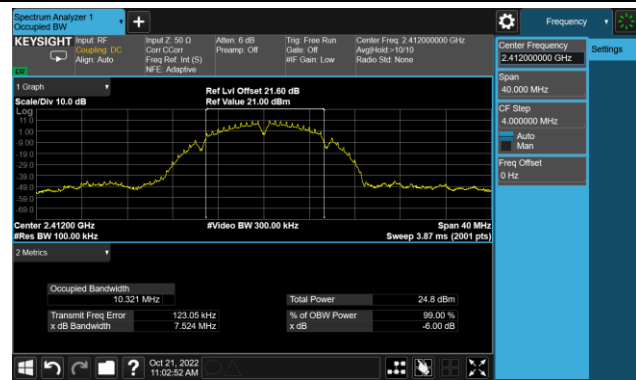 Spectrum Analyzer 1
Occupied BW
Frequency
KEYSIGHT
Input: RF
Coupling: DC
Align: Auto
Input Z: 50 Ω
Corr CCorr
Freq Ref: Int (S)
NFE: Adaptive
Atten: 6 dB
Preamp: Off
Trig: Free Run
Gate: Off
#IF Gain: Low
Center Freq: 2.412000000 GHz
Avg|Hold:>10/10
Radio Std: None
Center Frequency
2.412000000 GHz
Settings
Span
40.000 MHz
CF Step
4.000000 MHz
Auto
Man
Freq Offset
0 Hz
1 Graph
Scale/Div 10.0 dB
Ref Lvl Offset 21.60 dB
Ref Value 21.00 dBm
Log
11.0
1.00
-9.00
-19.0
-29.0
-39.0
-49.0
-59.0
-69.0
Center 2.41200 GHz
#Res BW 100.00 kHz
#Video BW 300.00 kHz
Span 40 MHz
Sweep 3.87 ms (2001 pts)
2 Metrics
Occupied Bandwidth
10.321 MHz
Total Power 24.8 dBm
Transmit Freq Error 123.05 kHz
% of OBW Power 99.00 %
x dB Bandwidth 7.524 MHz
x dB -6.00 dB
Oct 21, 2022
11:02:52 AM